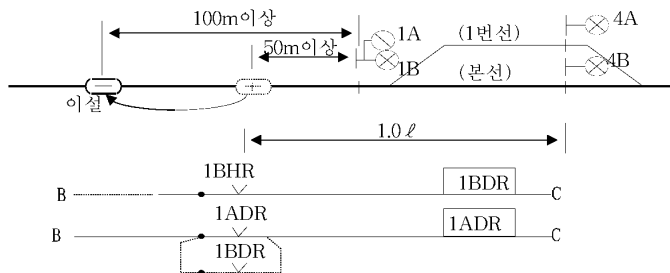 100m이상
1A
4A
(1번선)
50m이상
1B
4B
(본선)
이설
1.0ℓ
1BHR
B 1BDR C
1ADR
B 1ADR C
1BDR